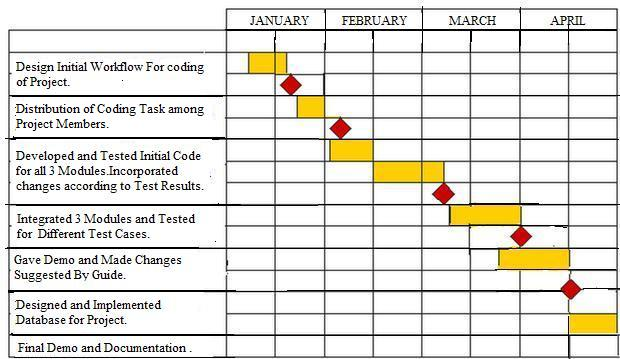 JANUARY FEBRUARY MARCH APRIL
Design Initial Workflow For coding
of Project.
Distribution of Coding Task among
Project Members.
Developed and Tested Initial Code
for all 3 Modules.Incorporated
changes according to Test Results.
Integrated 3 Modules and Tested
for Different Test Cases.
Gave Demo and Made Changes
Suggested By Guide.
Designed and Implemented
Database for Project.
Final Demo and Documentation .